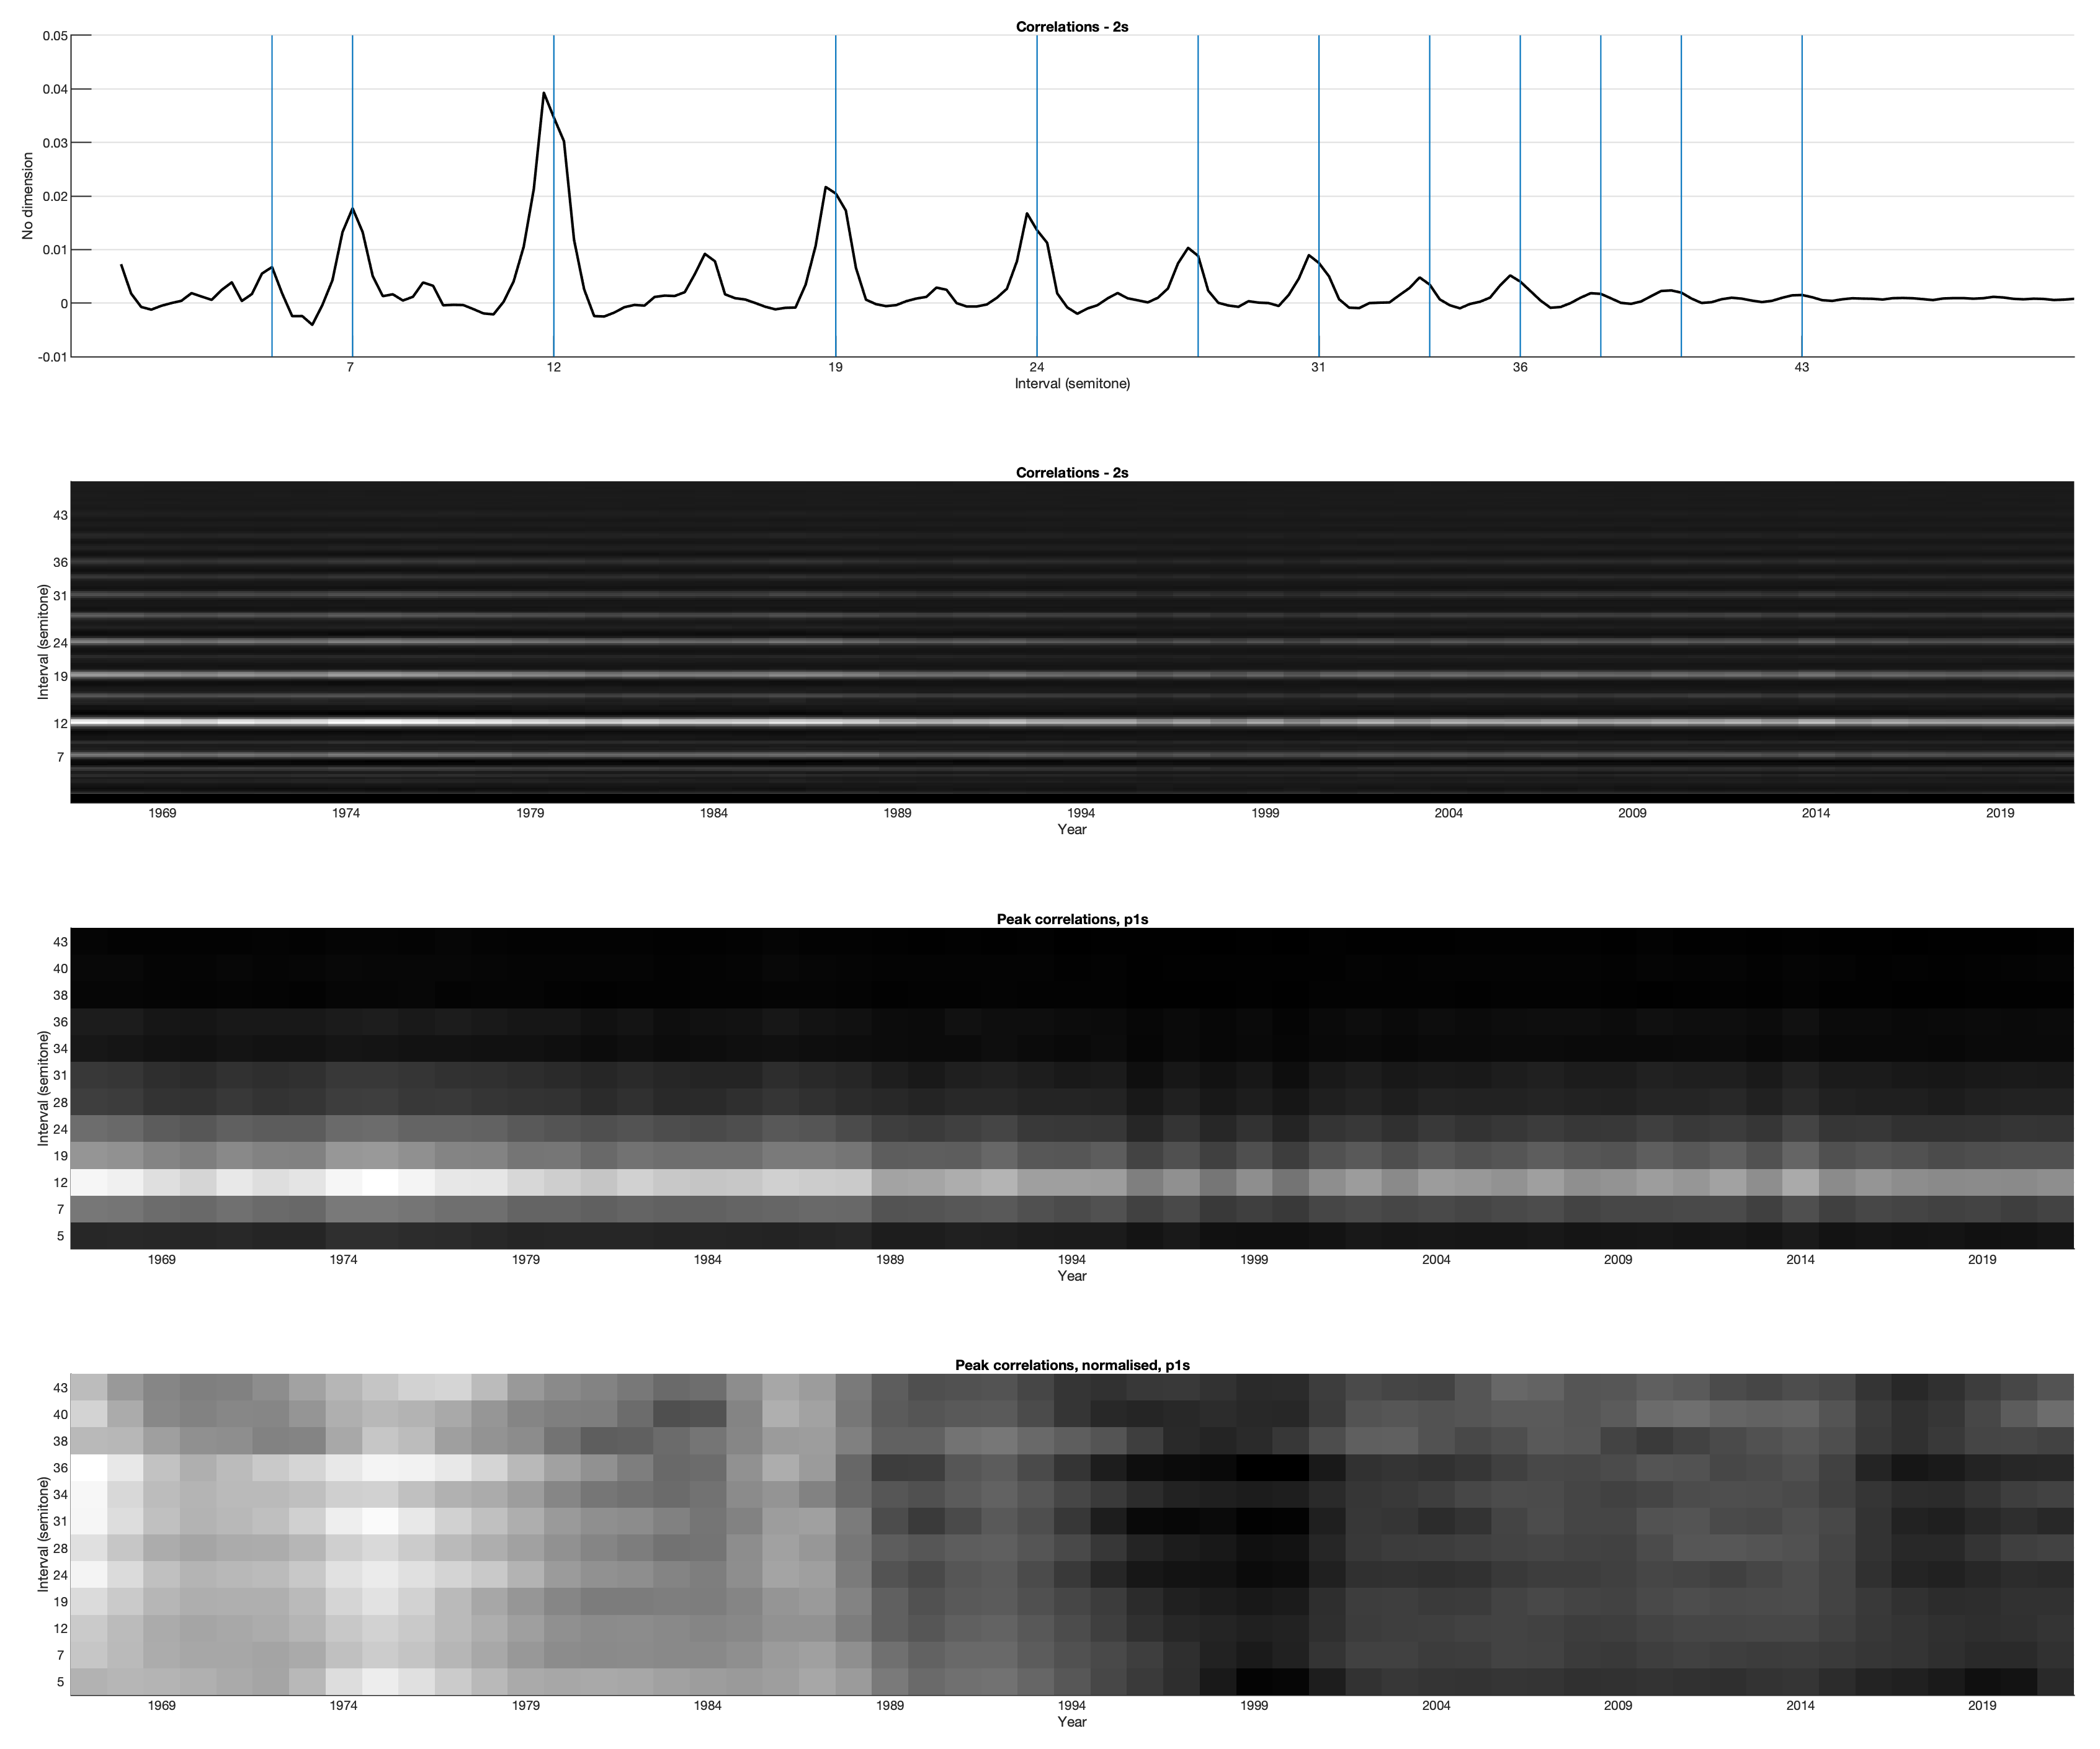 Correlations - 2s
0.05
0.04
0.03
0.02
0.01
0
-0.01
No dimension
7 12 19 24 31 36 43
Interval (semitone)
Correlations - 2s
43
36
31
24
19
12
7
Interval (semitone)
1969 1974 1979 1984 1989 1994 1999 2004 2009 2014 2019
Year
Peak correlations, p1s
43
40
38
36
34
31
28
24
19
12
7
5
Interval (semitone)
1969 1974 1979 1984 1989 1994 1999 2004 2009 2014 2019
Year
Peak correlations, normalised, p1s
43
40
38
36
34
31
28
24
19
12
7
5
Interval (semitone)
1969 1974 1979 1984 1989 1994 1999 2004 2009 2014 2019
Year